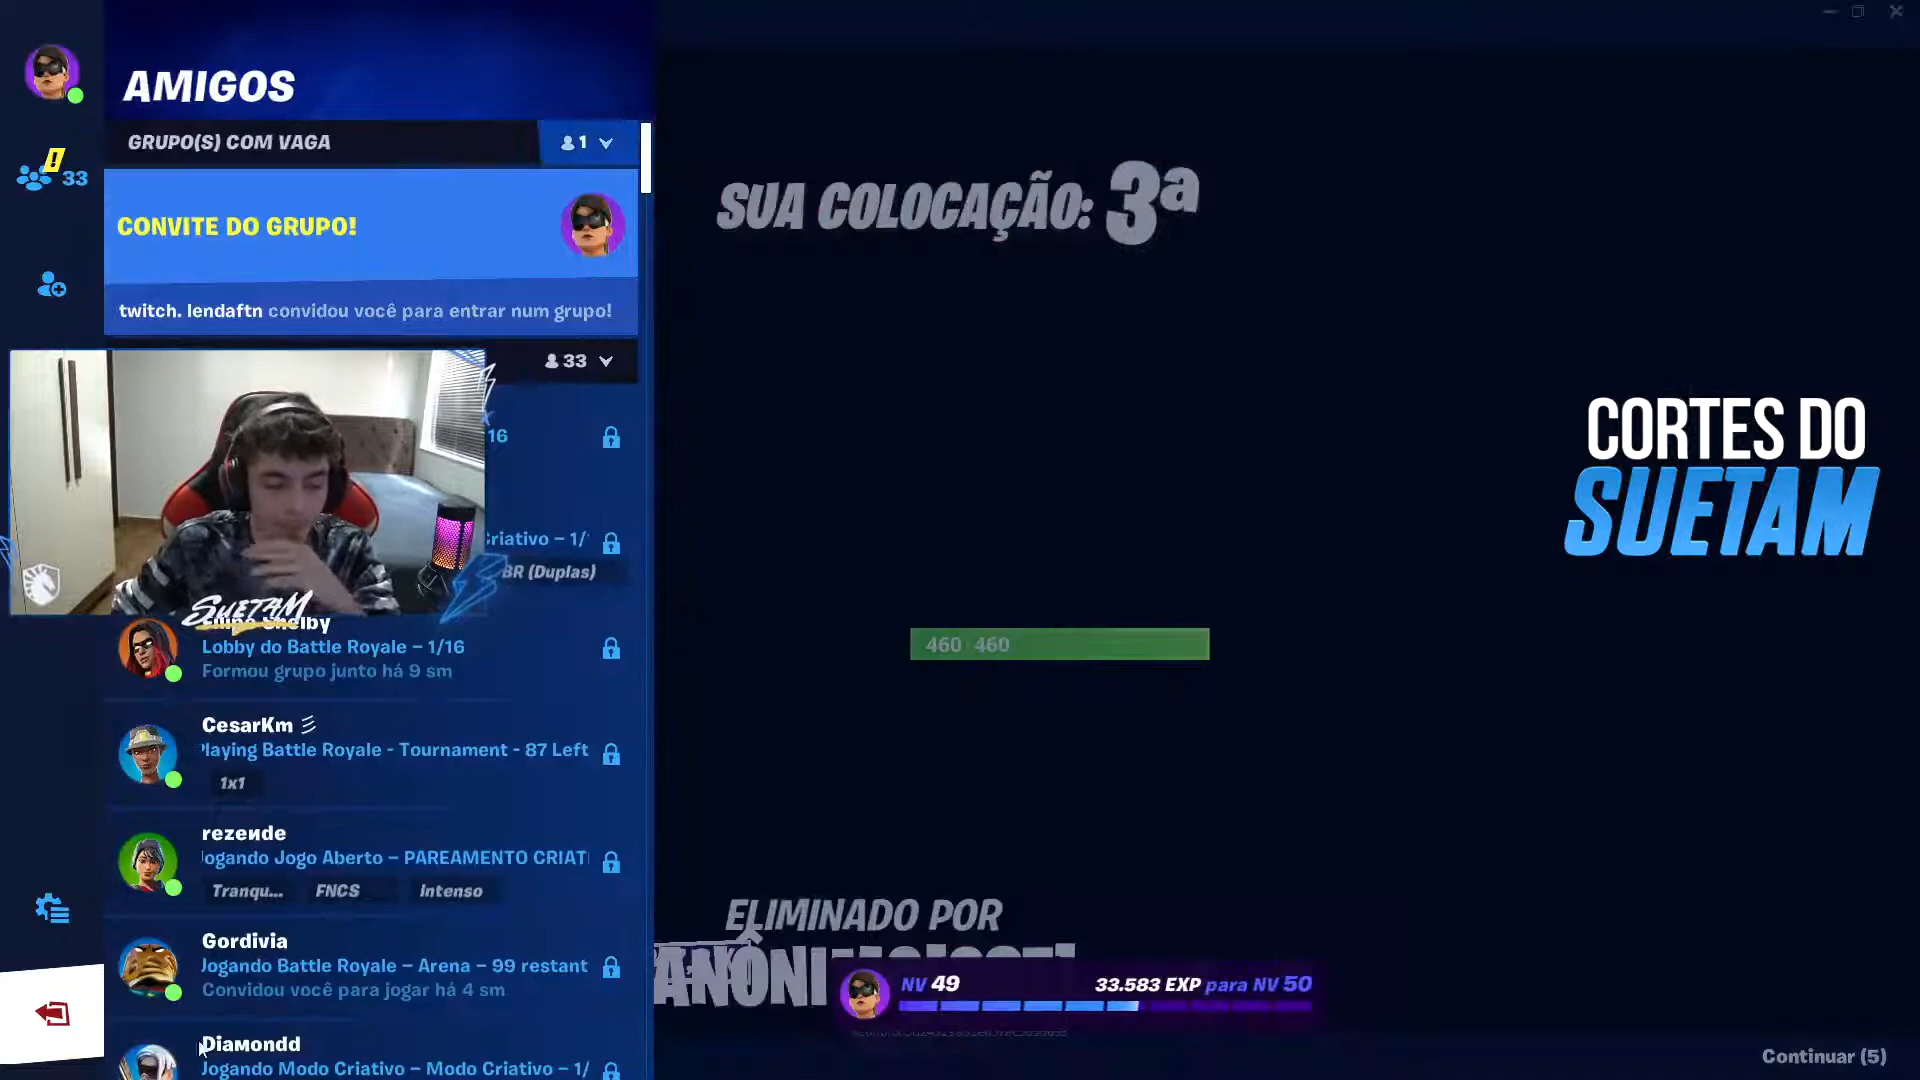 AMIGOS
GRUPO(S) COM VAGA
1
33
CONVITE DO GRUPO!
twitch. lendaftn convidou você para entrar num grupo!
33
16
Criativo – 1/
BR (Duplas)
SUETAM
Lobby do Battle Royale – 1/16
Formou grupo junto há 9 sm
CesarKm 彡
Playing Battle Royale - Tournament - 87 Left
1x1
rezende
Jogando Jogo Aberto – PAREAMENTO CRIATI
Tranqu... FNCS Intenso
Gordivia
Jogando Battle Royale – Arena – 99 restant
Convidou você para jogar há 4 sm
Diaмondd
Jogando Modo Criativo – Modo Criativo – 1/
SUA COLOCAÇÃO: 3ª
CORTES DO
SUETAM
460 460
ELIMINADO POR
NV 49
33.583 EXP para NV 50
Continuar (5)